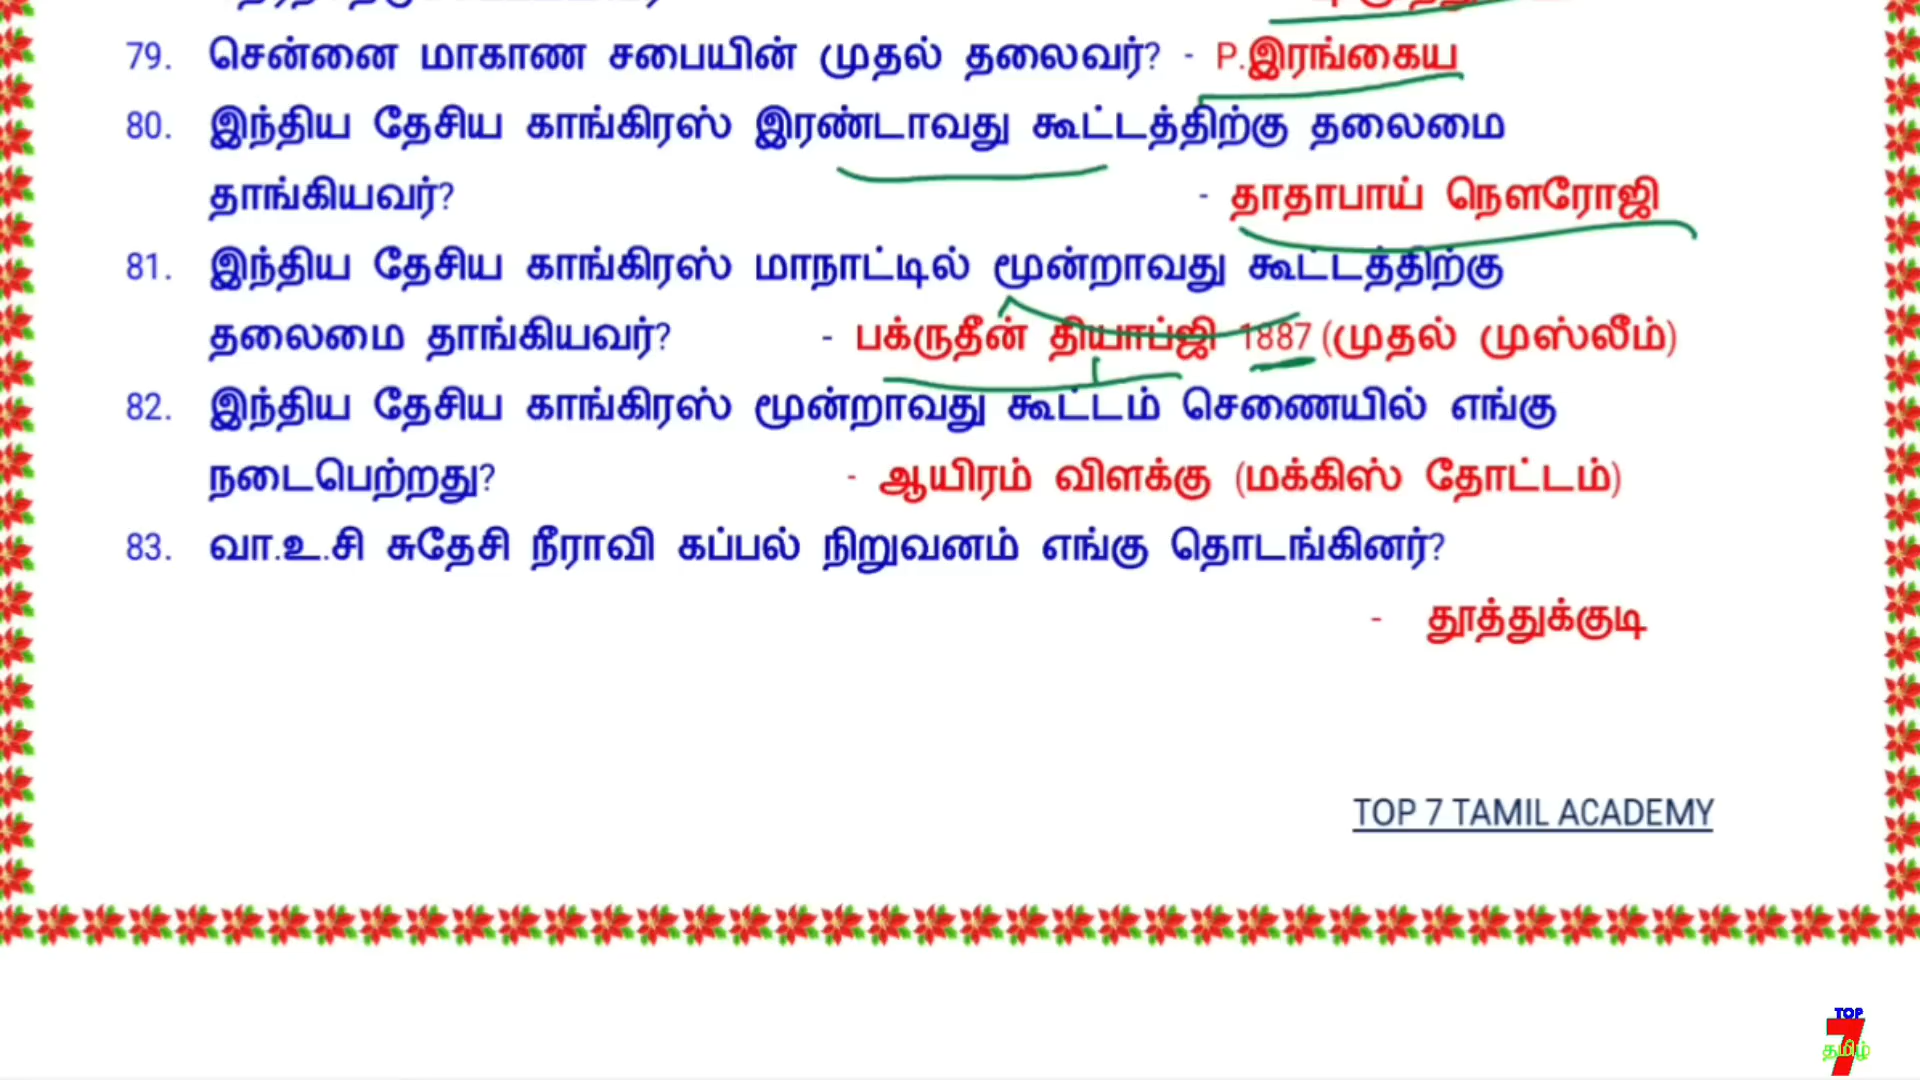 79. சென்னை மாகாண சபையின் முதல் தலைவர்? - P.இரங்கைய
80. இந்திய தேசிய காங்கிரஸ் இரண்டாவது கூட்டத்திற்கு தலைமை
தாங்கியவர்? - தாதாபாய் நௌரோஜி
81. இந்திய தேசிய காங்கிரஸ் மாநாட்டில் மூன்றாவது கூட்டத்திற்கு
தலைமை தாங்கியவர்? - பக்ருதீன் தியாப்ஜி 1887 (முதல் முஸ்லீம்)
82. இந்திய தேசிய காங்கிரஸ் மூன்றாவது கூட்டம் செணையில் எங்கு
நடைபெற்றது? - ஆயிரம் விளக்கு (மக்கிஸ் தோட்டம்)
83. வா.உ.சி சுதேசி நீராவி கப்பல் நிறுவனம் எங்கு தொடங்கினர்?
- தூத்துக்குடி
TOP 7 TAMIL ACADEMY
TOP
7
தமிழ்